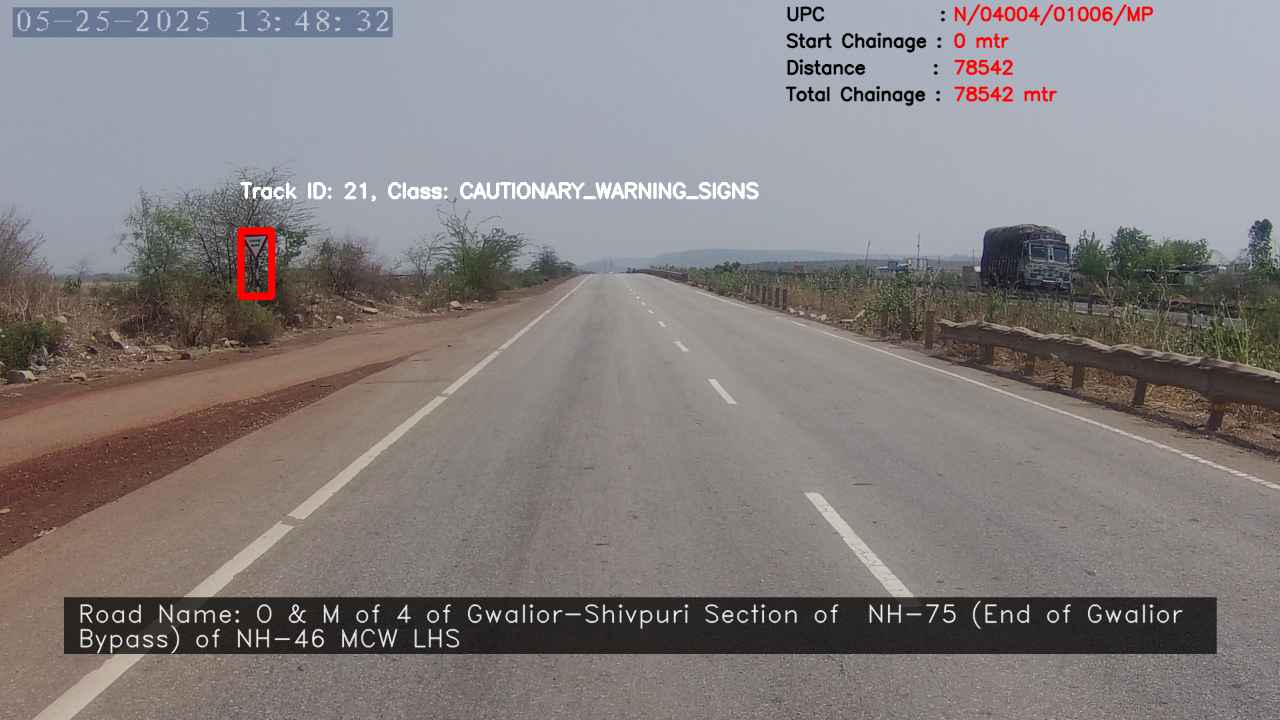 05-25-2025 13:48:32
UPC : N/04004/01006/MP
Start Chainage : 0 mtr
Distance : 78542
Total Chainage : 78542 mtr
Track ID: 21, Class: CAUTIONARY_WARNING_SIGNS
Road Name: O & M of 4 of Gwalior-Shivpuri Section of NH-75 (End of Gwalior
Bypass) of NH-46 MCW LHS